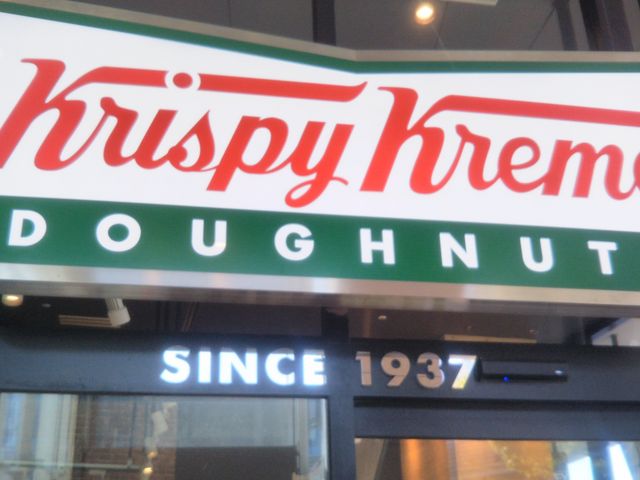 Krispy Kreme
DOUGHNUT
SINCE 1937